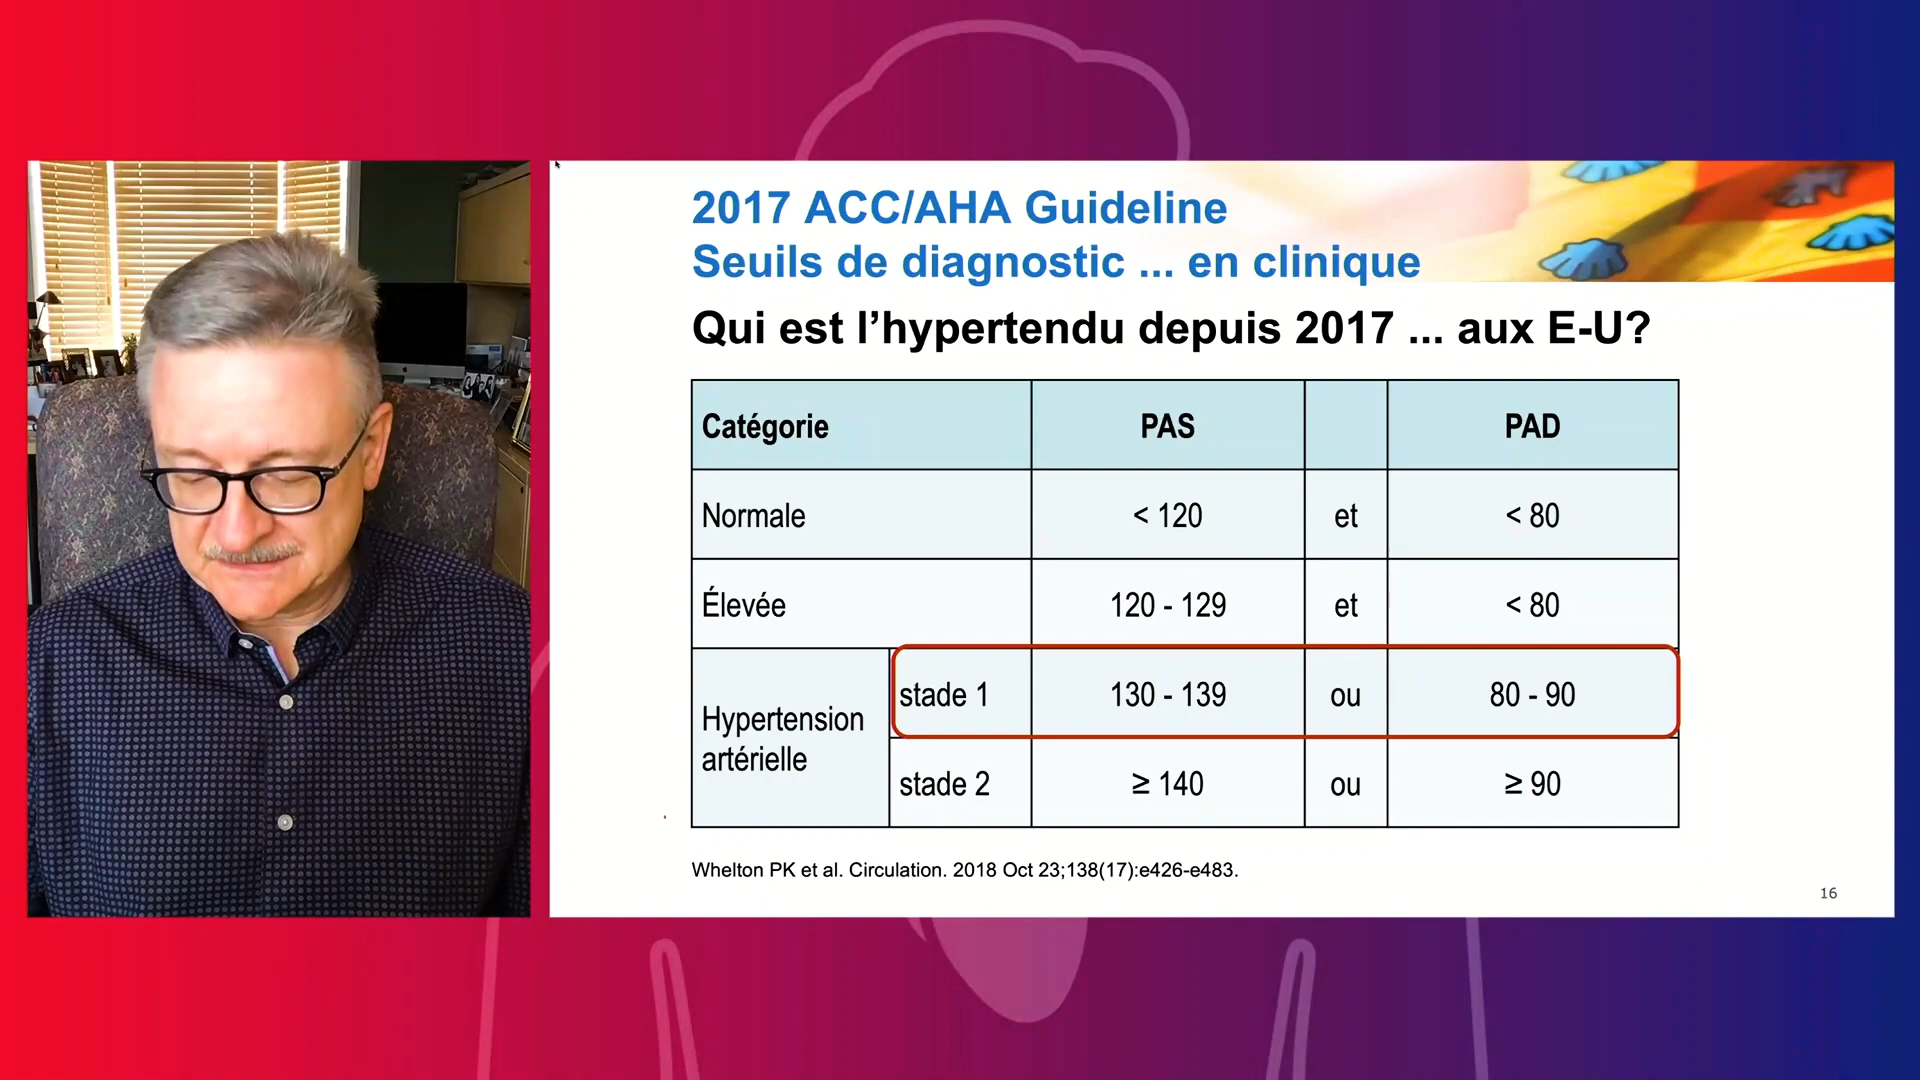 2017 ACC/AHA Guideline
Seuils de diagnostic ... en clinique
Qui est l’hypertendu depuis 2017 ... aux E-U?
Catégorie PAS PAD
Normale < 120 et < 80
Élevée 120 - 129 et < 80
Hypertension artérielle
stade 1 130 - 139 ou 80 - 90
stade 2 ≥ 140 ou ≥ 90
Whelton PK et al. Circulation. 2018 Oct 23;138(17):e426-e483.
16